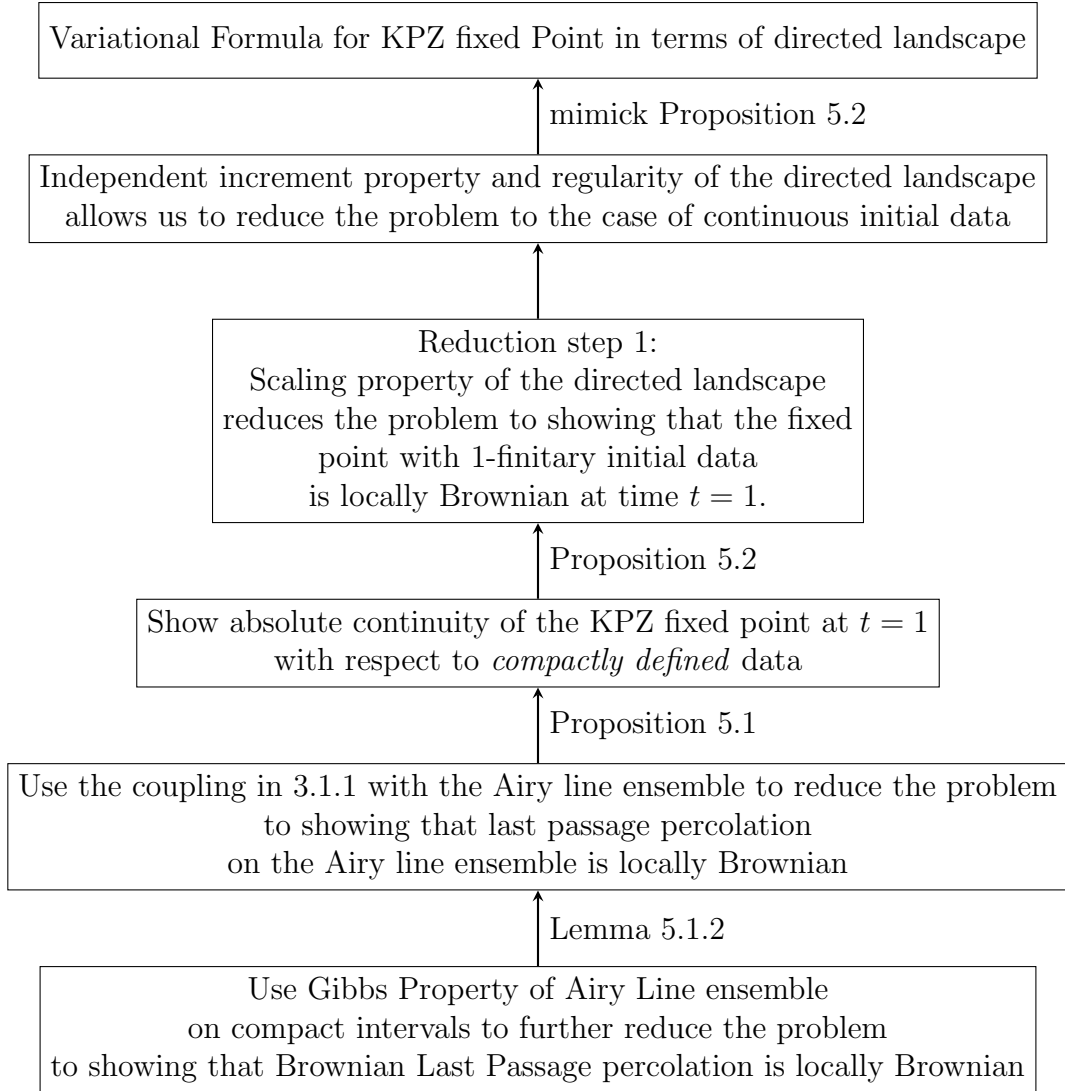 Variational Formula for KPZ fixed Point in terms of directed landscape
mimick Proposition 5.2
Independent increment property and regularity of the directed landscape
allows us to reduce the problem to the case of continuous initial data
Reduction step 1:
Scaling property of the directed landscape
reduces the problem to showing that the fixed
point with 1-finitary initial data
is locally Brownian at time t = 1.
Proposition 5.2
Show absolute continuity of the KPZ fixed point at t = 1
with respect to compactly defined data
Proposition 5.1
Use the coupling in 3.1.1 with the Airy line ensemble to reduce the problem
to showing that last passage percolation
on the Airy line ensemble is locally Brownian
Lemma 5.1.2
Use Gibbs Property of Airy Line ensemble
on compact intervals to further reduce the problem
to showing that Brownian Last Passage percolation is locally Brownian